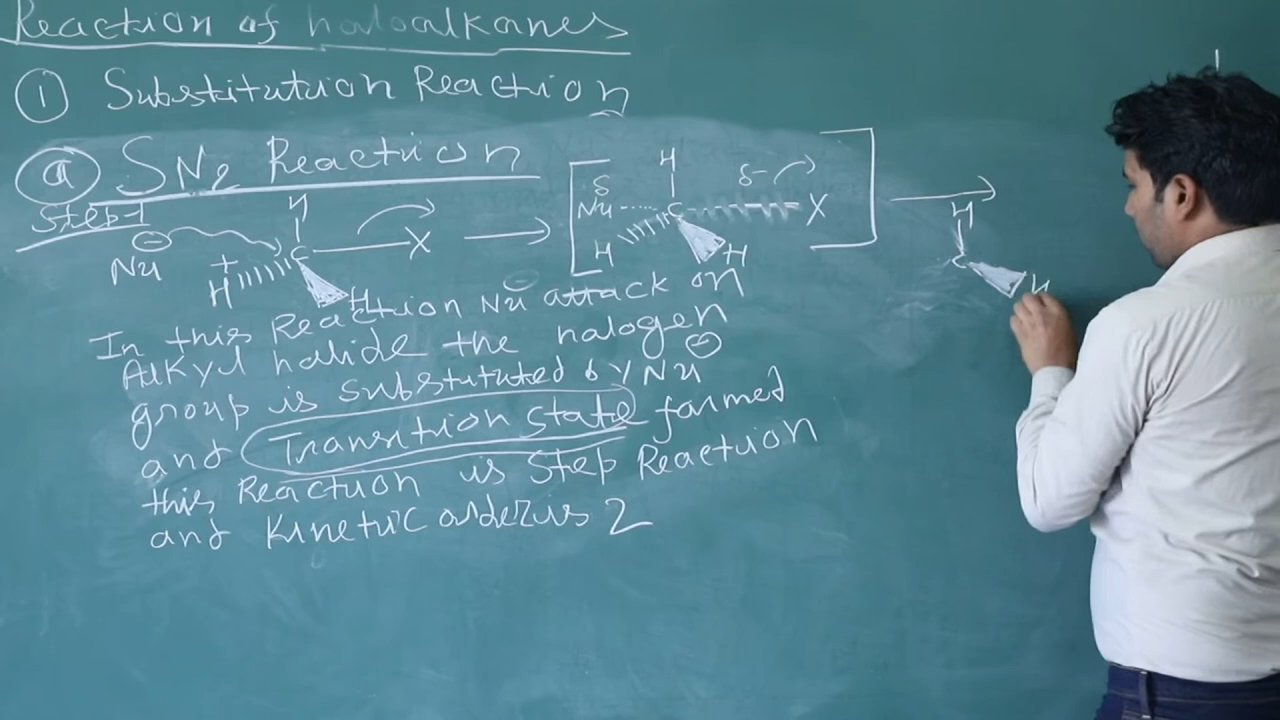 Reaction of haloalkanes
① Substitution Reaction
ⓐ SN2 Reaction
Step-1
Nu⊖ H H C H X → [Nu δ H H C H δ- X] → H C H
In this Reaction Nu⊖ attack on
Alkyl halide the halogen
group is substituted by Nu⊖
and Transition state formed
this Reaction is Step Reaction
and Kinetic order is 2